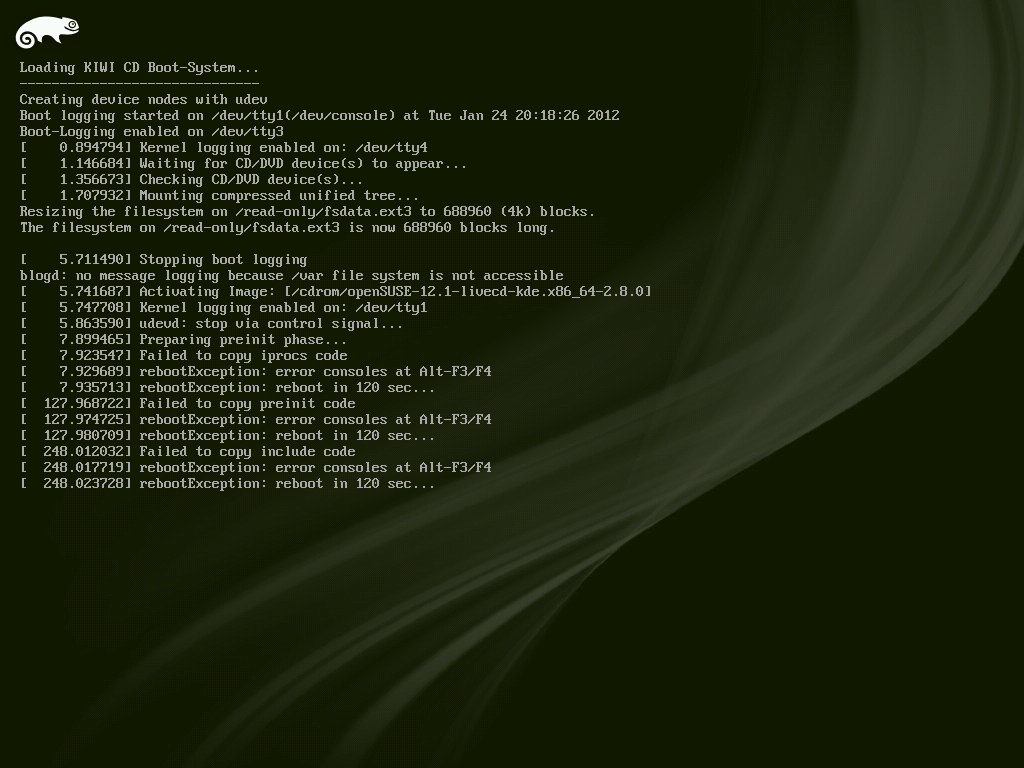 Loading KIWI CD Boot-System...
------------------------------
Creating device nodes with udev
Boot logging started on /dev/tty1(/dev/console) at Tue Jan 24 20:18:26 2012
Boot-Logging enabled on /dev/tty3
[    0.894794] Kernel logging enabled on: /dev/tty4
[    1.146684] Waiting for CD/DVD device(s) to appear...
[    1.356673] Checking CD/DVD device(s)...
[    1.707932] Mounting compressed unified tree...
Resizing the filesystem on /read-only/fsdata.ext3 to 688960 (4k) blocks.
The filesystem on /read-only/fsdata.ext3 is now 688960 blocks long.
[    5.711490] Stopping boot logging
blogd: no message logging because /var file system is not accessible
[    5.741687] Activating Image: [/cdrom/openSUSE-12.1-livecd-kde.x86_64-2.8.0]
[    5.747708] Kernel logging enabled on: /dev/tty1
[    5.863590] udevd: stop via control signal...
[    7.899465] Preparing preinit phase...
[    7.923547] Failed to copy iprocs code
[    7.929689] rebootException: error consoles at Alt-F3/F4
[    7.935713] rebootException: reboot in 120 sec...
[  127.968722] Failed to copy preinit code
[  127.974725] rebootException: error consoles at Alt-F3/F4
[  127.980709] rebootException: reboot in 120 sec...
[  248.012032] Failed to copy include code
[  248.017719] rebootException: error consoles at Alt-F3/F4
[  248.023728] rebootException: reboot in 120 sec...